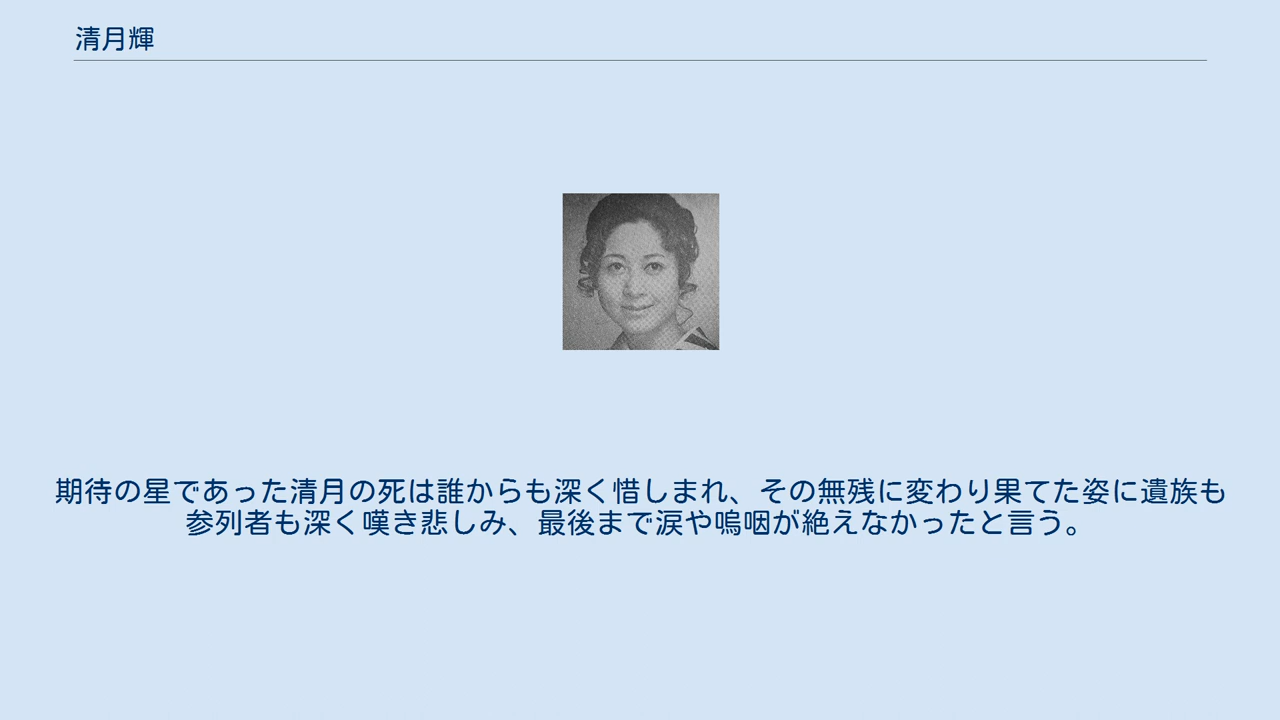 清月輝
期待の星であった清月の死は誰からも深く惜しまれ、その無残に変わり果てた姿に遺族も
参列者も深く嘆き悲しみ、最後まで涙や嗚咽が絶えなかったと言う。